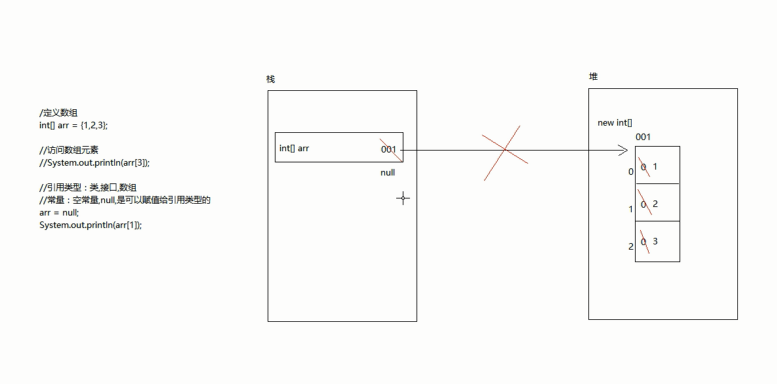 /定义数组
int[] arr = {1,2,3};
//访问数组元素
//System.out.println(arr[3]);
//引用类型：类,接口,数组
//常量：空常量,null,是可以赋值给引用类型的
arr = null;
System.out.println(arr[1]);
栈
int[] arr 001
null
堆
new int[]
001
0 0 1
1 0 2
2 0 3